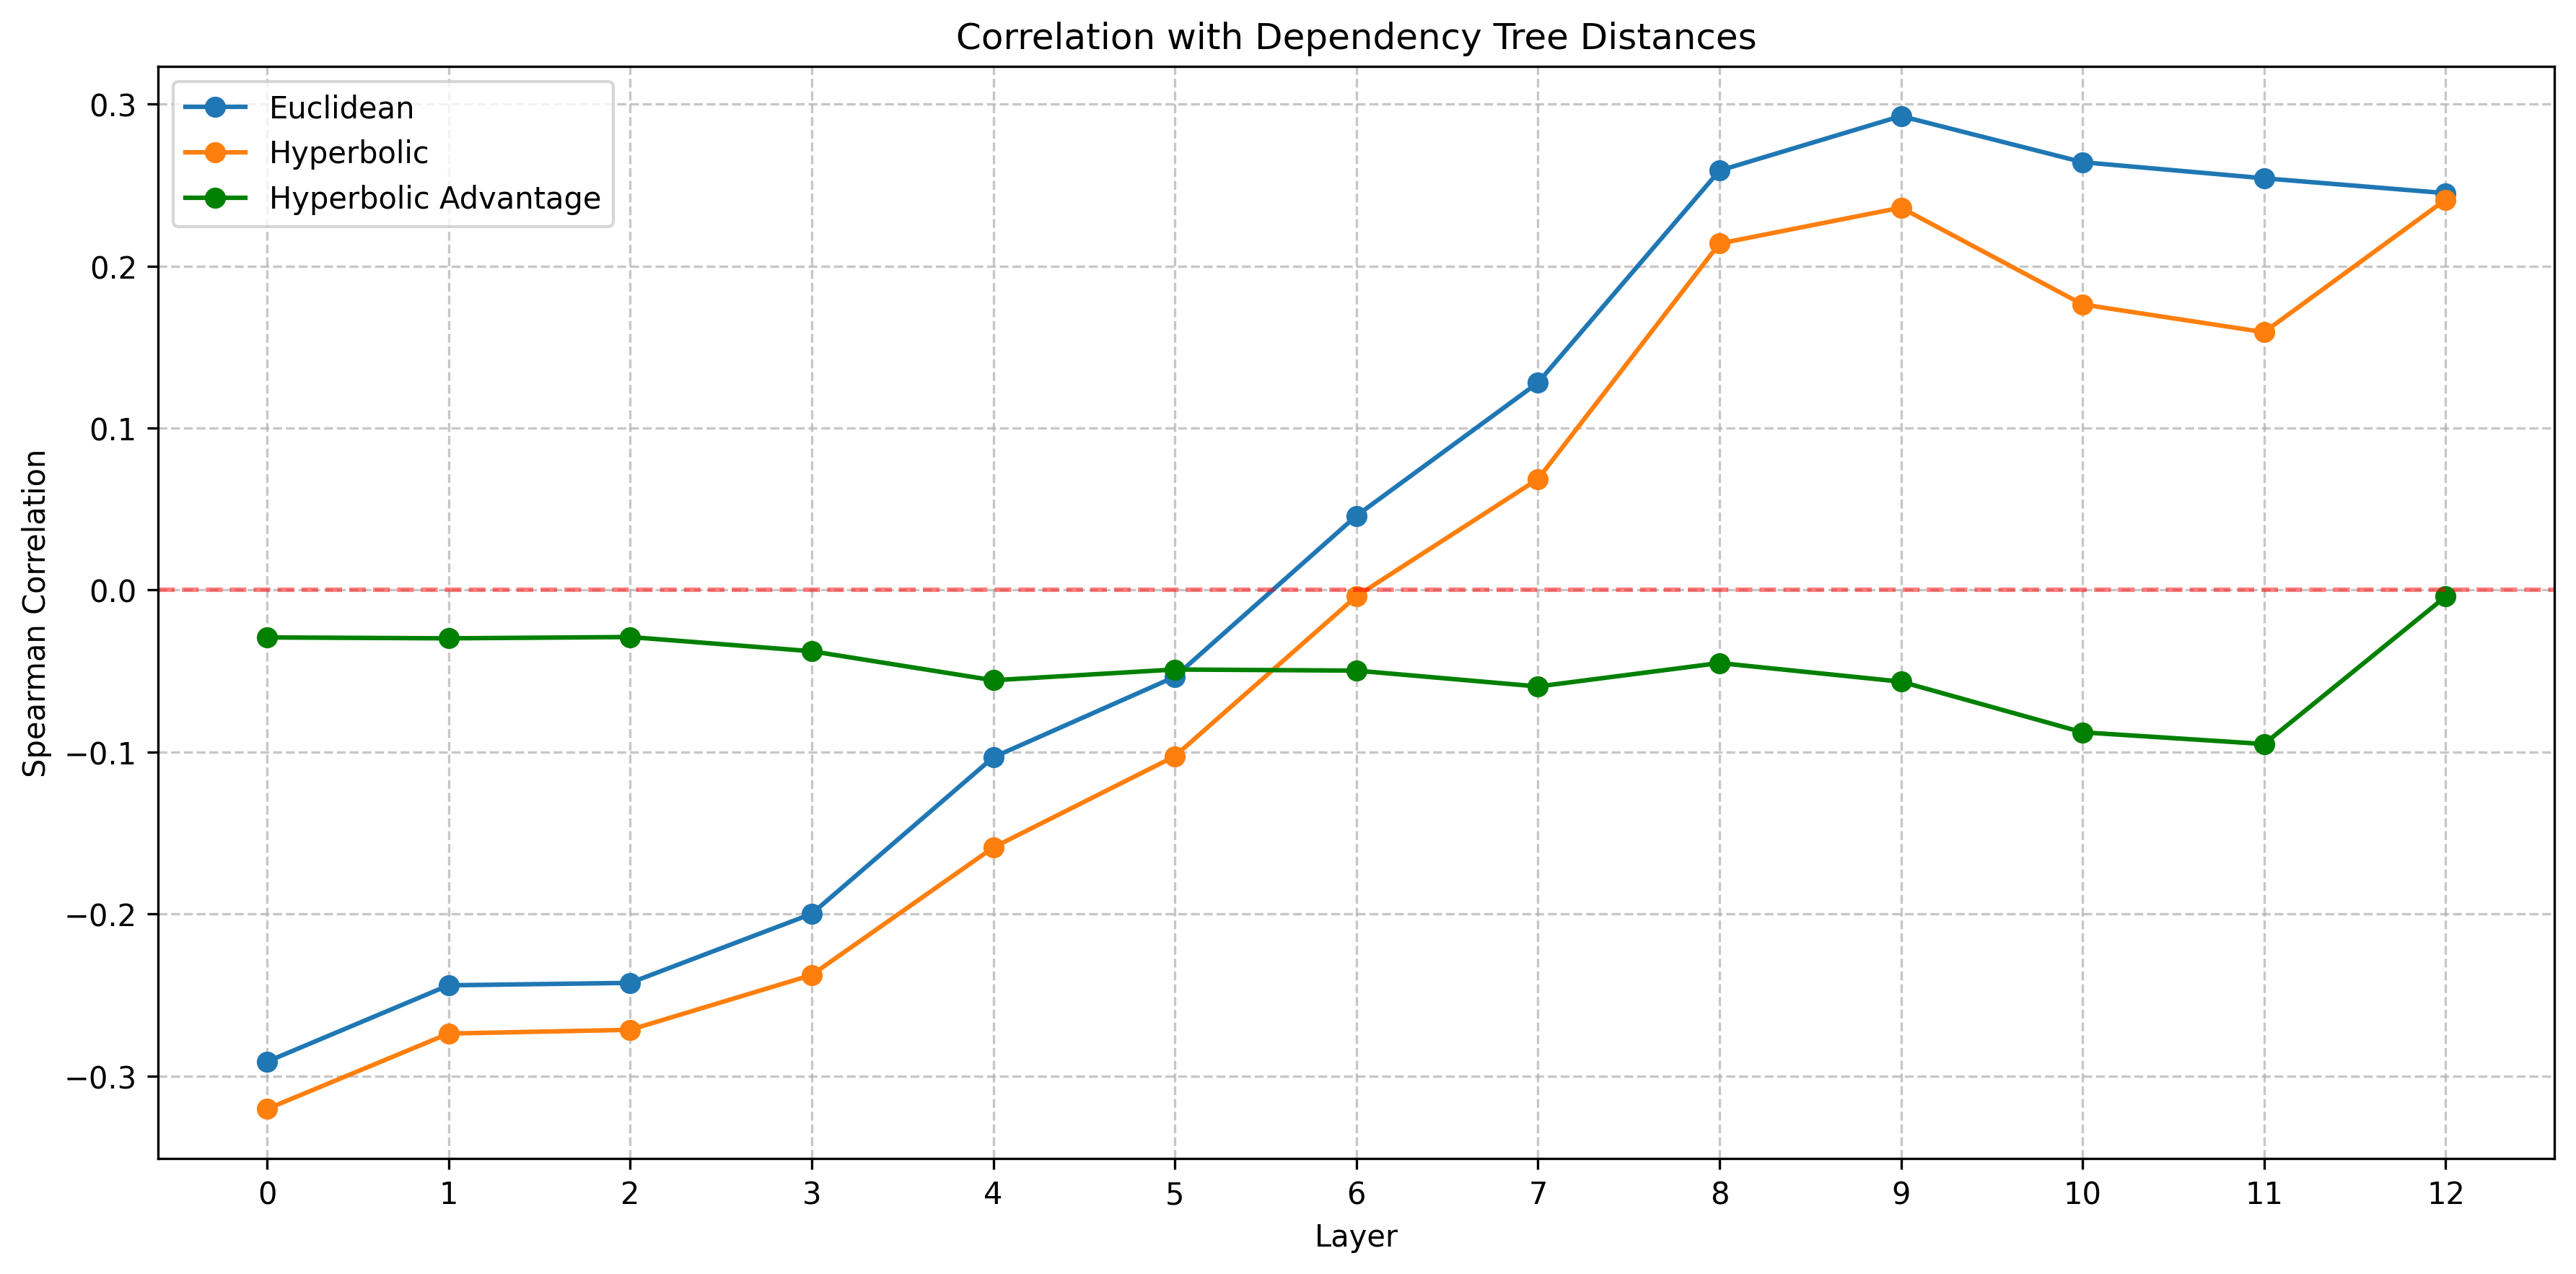 Correlation with Dependency Tree Distances
Euclidean
Hyperbolic
Hyperbolic Advantage
Spearman Correlation
0.3
0.2
0.1
0.0
−0.1
−0.2
−0.3
0 1 2 3 4 5 6 7 8 9 10 11 12
Layer